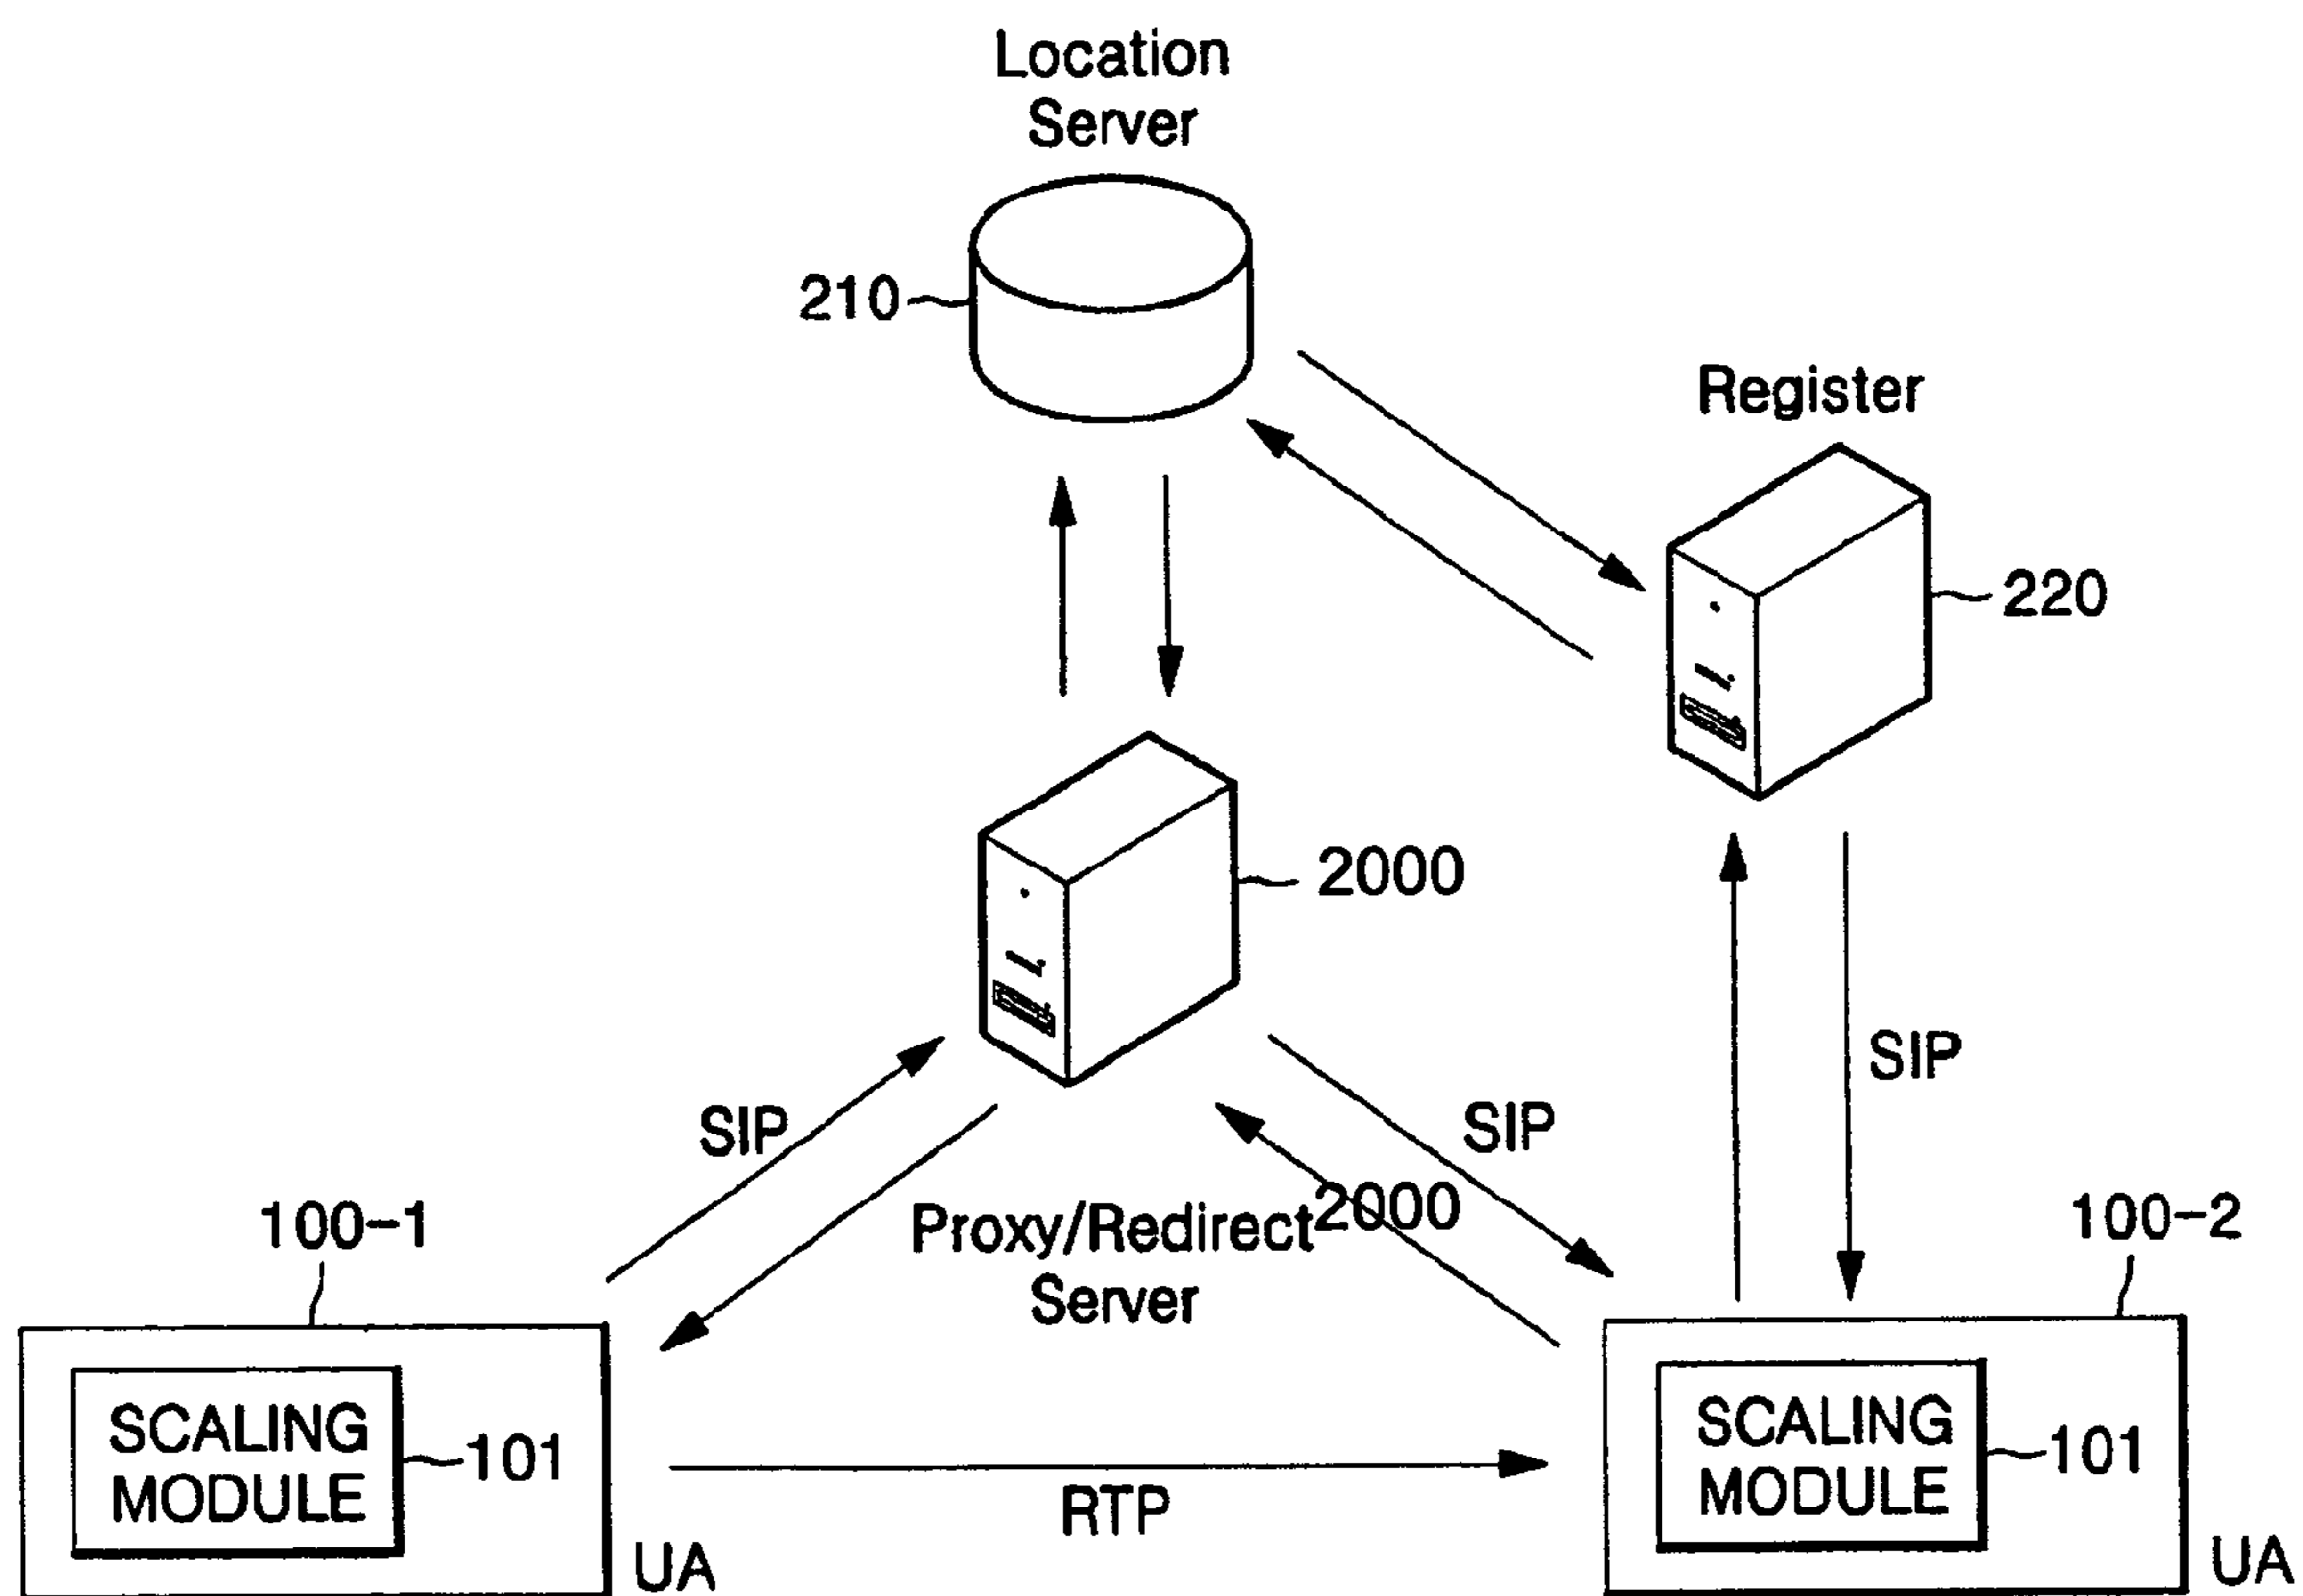 Location
Server
210
Register
220
2000
SIP
SIP
SIP
Proxy/Redirect 2000
Server
100-1
100-2
SCALING
MODULE
101
UA
RTP
SCALING
MODULE
101
UA